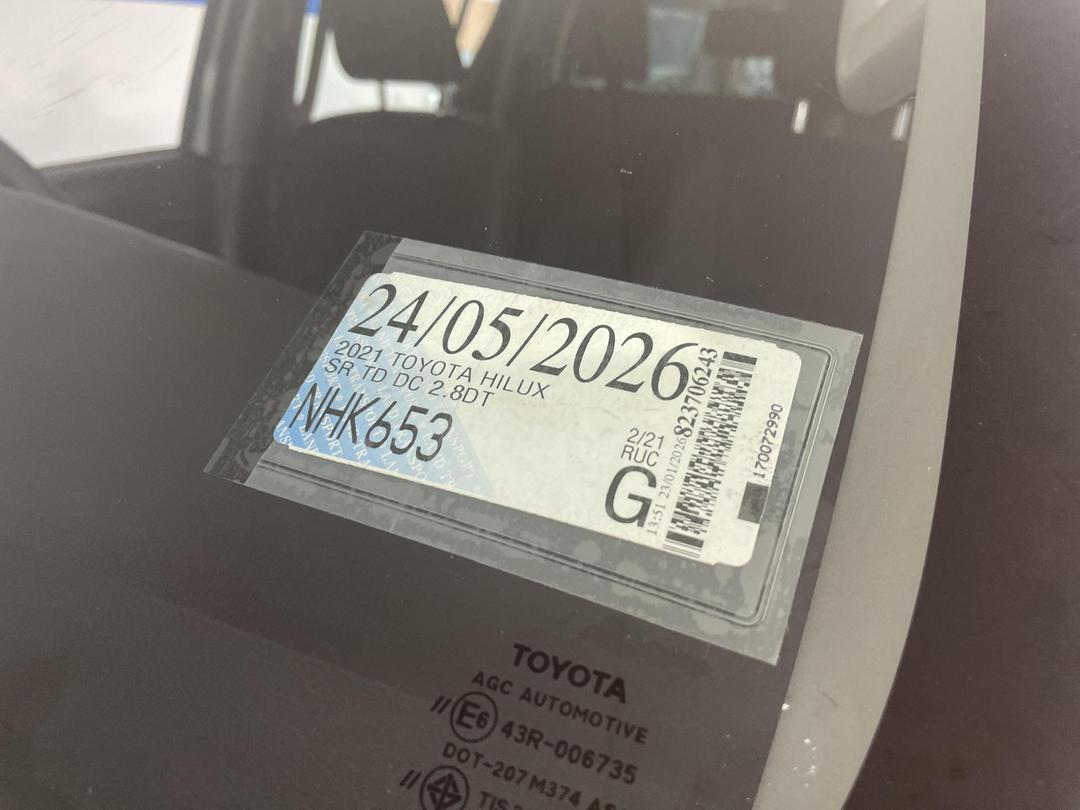 24/05/2026
2021 TOYOTA HILUX
SR TD DC 2.8DT
NHK653
2/21
RUC
G
13:51 23/01/2026
823706243
170072990
TOYOTA
AGC AUTOMOTIVE
E6 43R-006735
DOT-207 M374